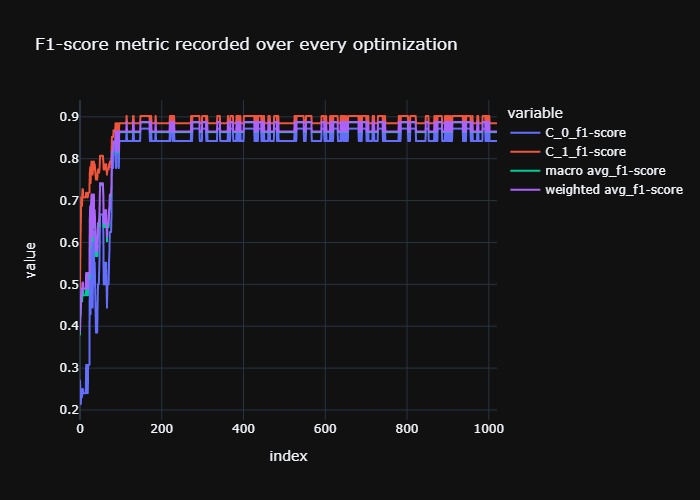 F1-score metric recorded over every optimization
0.9
0.8
0.7
0.6
0.5
0.4
0.3
0.2
value
0 200 400 600 800 1000
index
variable
C_0_f1-score
C_1_f1-score
macro avg_f1-score
weighted avg_f1-score